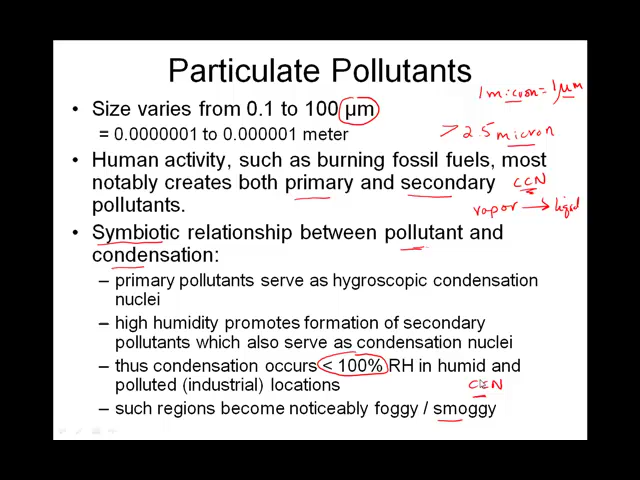 Particulate Pollutants
1 micron = 1 μm
• Size varies from 0.1 to 100 μm
> 2.5 micron
= 0.0000001 to 0.000001 meter
• Human activity, such as burning fossil fuels, most
notably creates both primary and secondary CCN
pollutants.
vapor → liquid
• Symbiotic relationship between pollutant and
condensation:
– primary pollutants serve as hygroscopic condensation
nuclei
– high humidity promotes formation of secondary
pollutants which also serve as condensation nuclei
– thus condensation occurs < 100% RH in humid and
polluted (industrial) locations
CCN
– such regions become noticeably foggy / smoggy